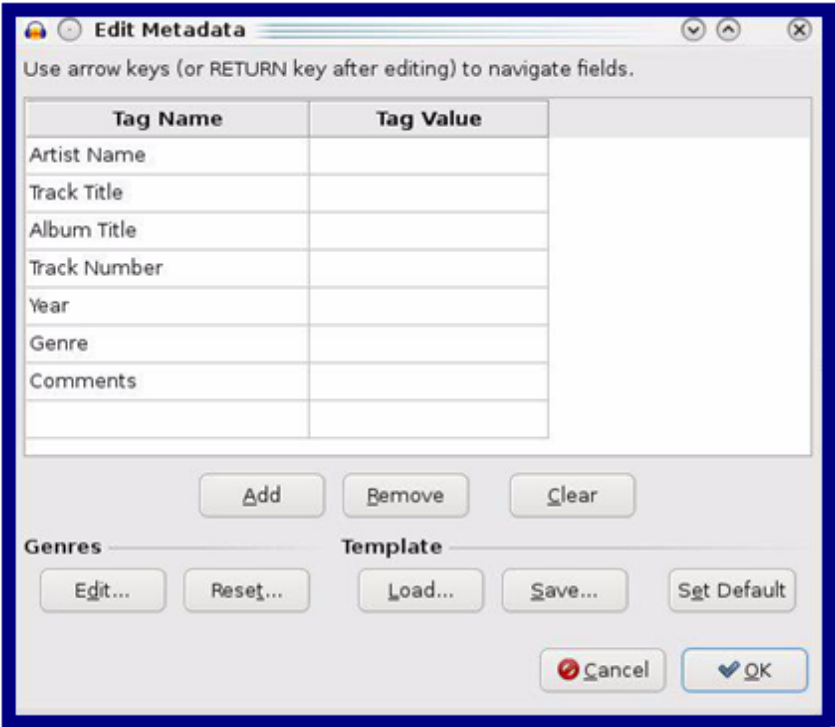 Edit Metadata
Use arrow keys (or RETURN key after editing) to navigate fields.
Tag Name Tag Value
Artist Name
Track Title
Album Title
Track Number
Year
Genre
Comments
Add Remove Clear
Genres Template
Edit... Reset... Load... Save... Set Default
Cancel OK